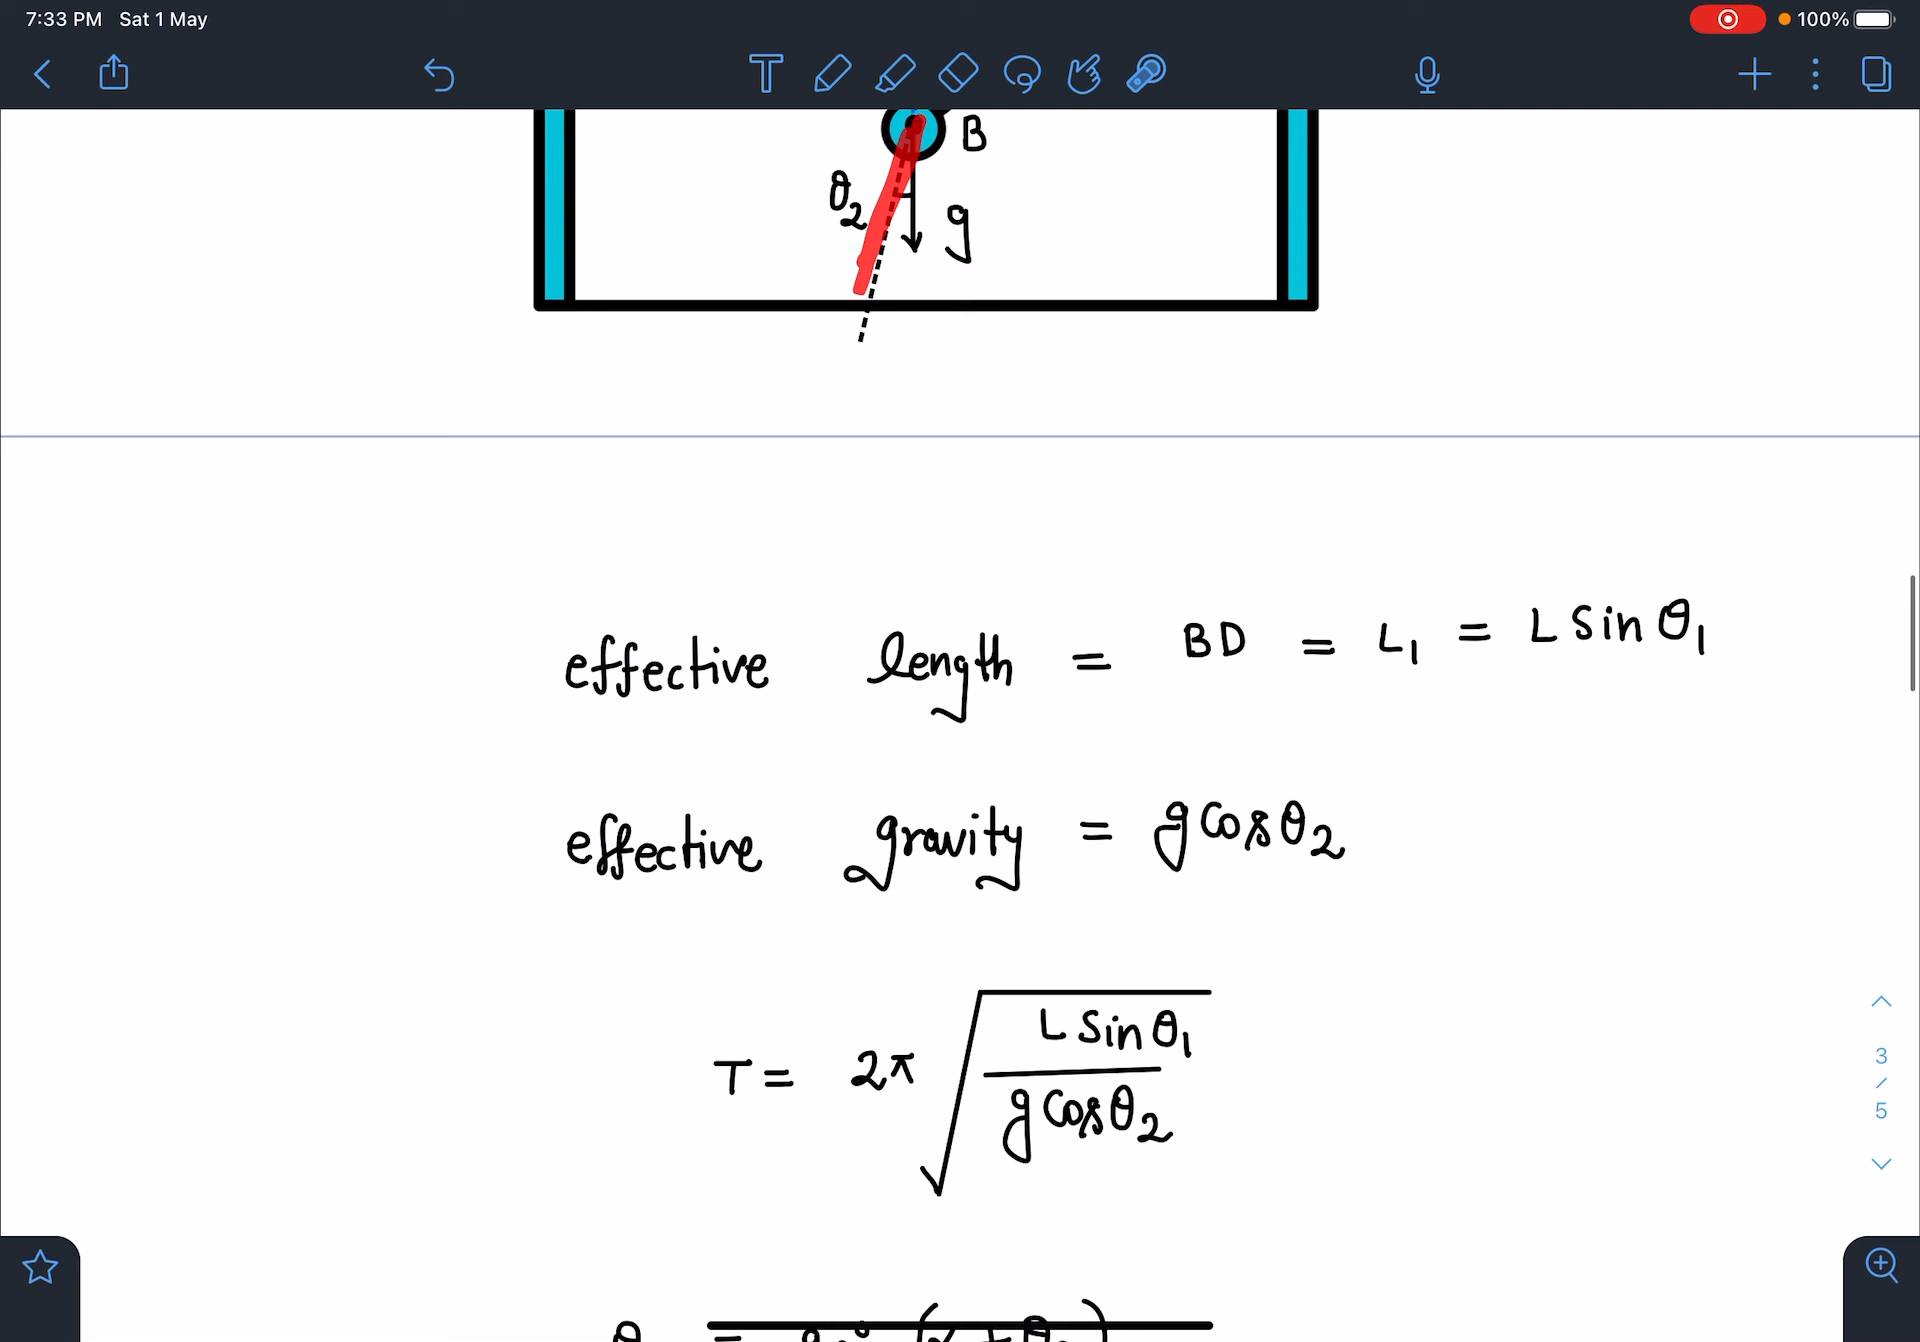 7:33 PM Sat 1 May 100%
B
θ₂ g
effective length = BD = L₁ = L sin θ₁
effective gravity = g cos θ₂
T = 2π √(L sin θ₁ / g cos θ₂)
3
/
5